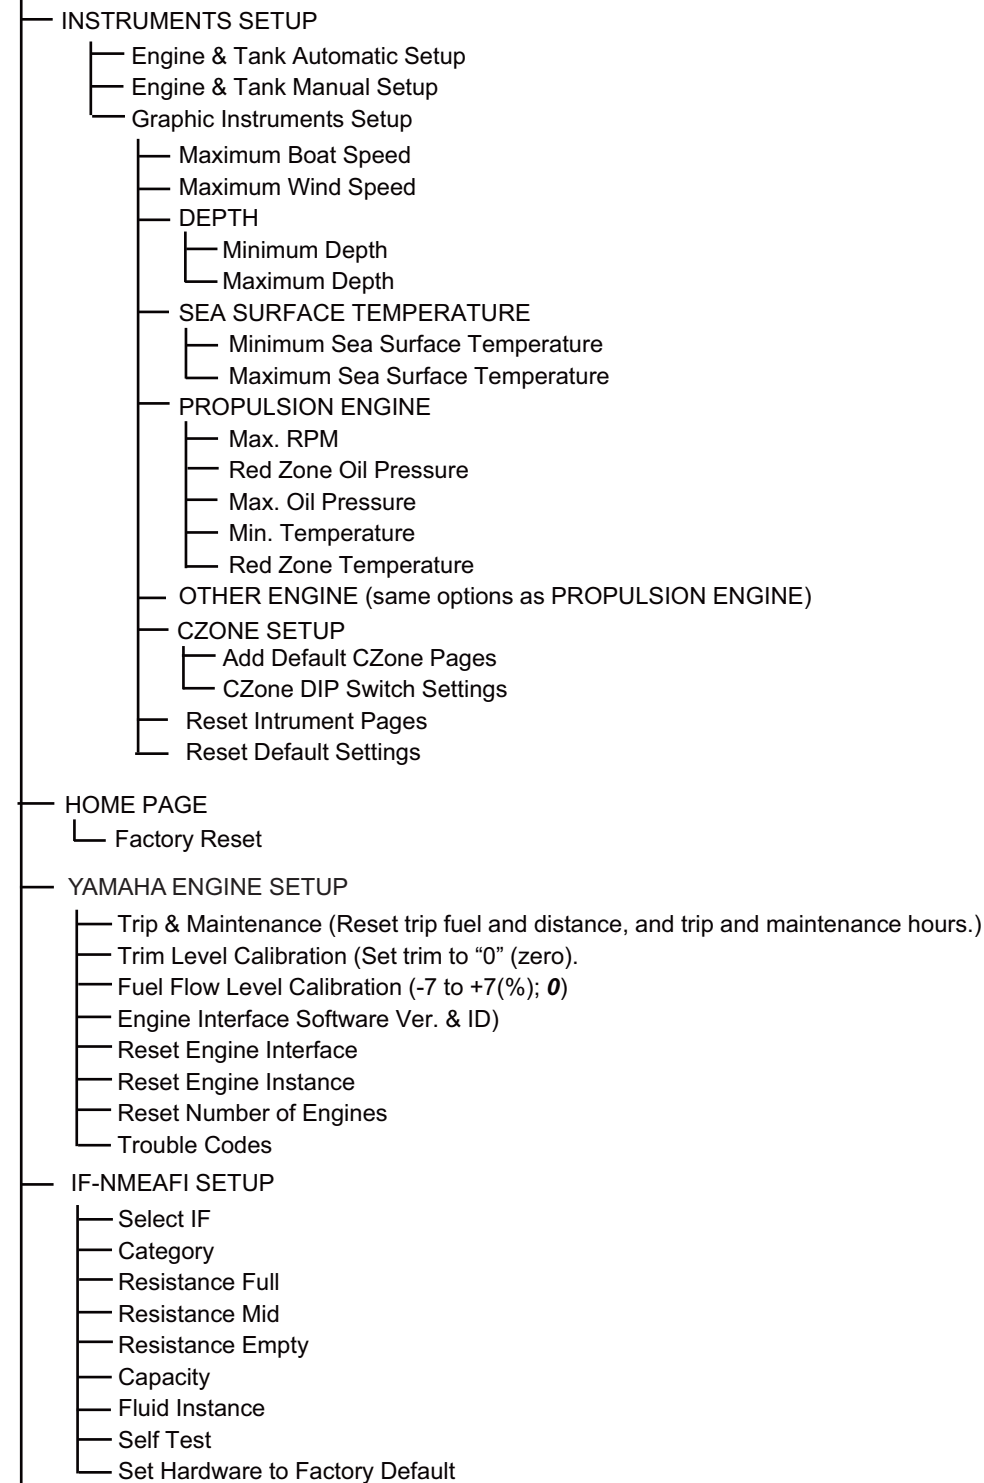 INSTRUMENTS SETUP
Engine & Tank Automatic Setup
Engine & Tank Manual Setup
Graphic Instruments Setup
Maximum Boat Speed
Maximum Wind Speed
DEPTH
Minimum Depth
Maximum Depth
SEA SURFACE TEMPERATURE
Minimum Sea Surface Temperature
Maximum Sea Surface Temperature
PROPULSION ENGINE
Max. RPM
Red Zone Oil Pressure
Max. Oil Pressure
Min. Temperature
Red Zone Temperature
OTHER ENGINE (same options as PROPULSION ENGINE)
CZONE SETUP
Add Default CZone Pages
CZone DIP Switch Settings
Reset Intrument Pages
Reset Default Settings
HOME PAGE
Factory Reset
YAMAHA ENGINE SETUP
Trip & Maintenance (Reset trip fuel and distance, and trip and maintenance hours.)
Trim Level Calibration (Set trim to “0” (zero).
Fuel Flow Level Calibration (-7 to +7(%); 0)
Engine Interface Software Ver. & ID)
Reset Engine Interface
Reset Engine Instance
Reset Number of Engines
Trouble Codes
IF-NMEAFI SETUP
Select IF
Category
Resistance Full
Resistance Mid
Resistance Empty
Capacity
Fluid Instance
Self Test
Set Hardware to Factory Default